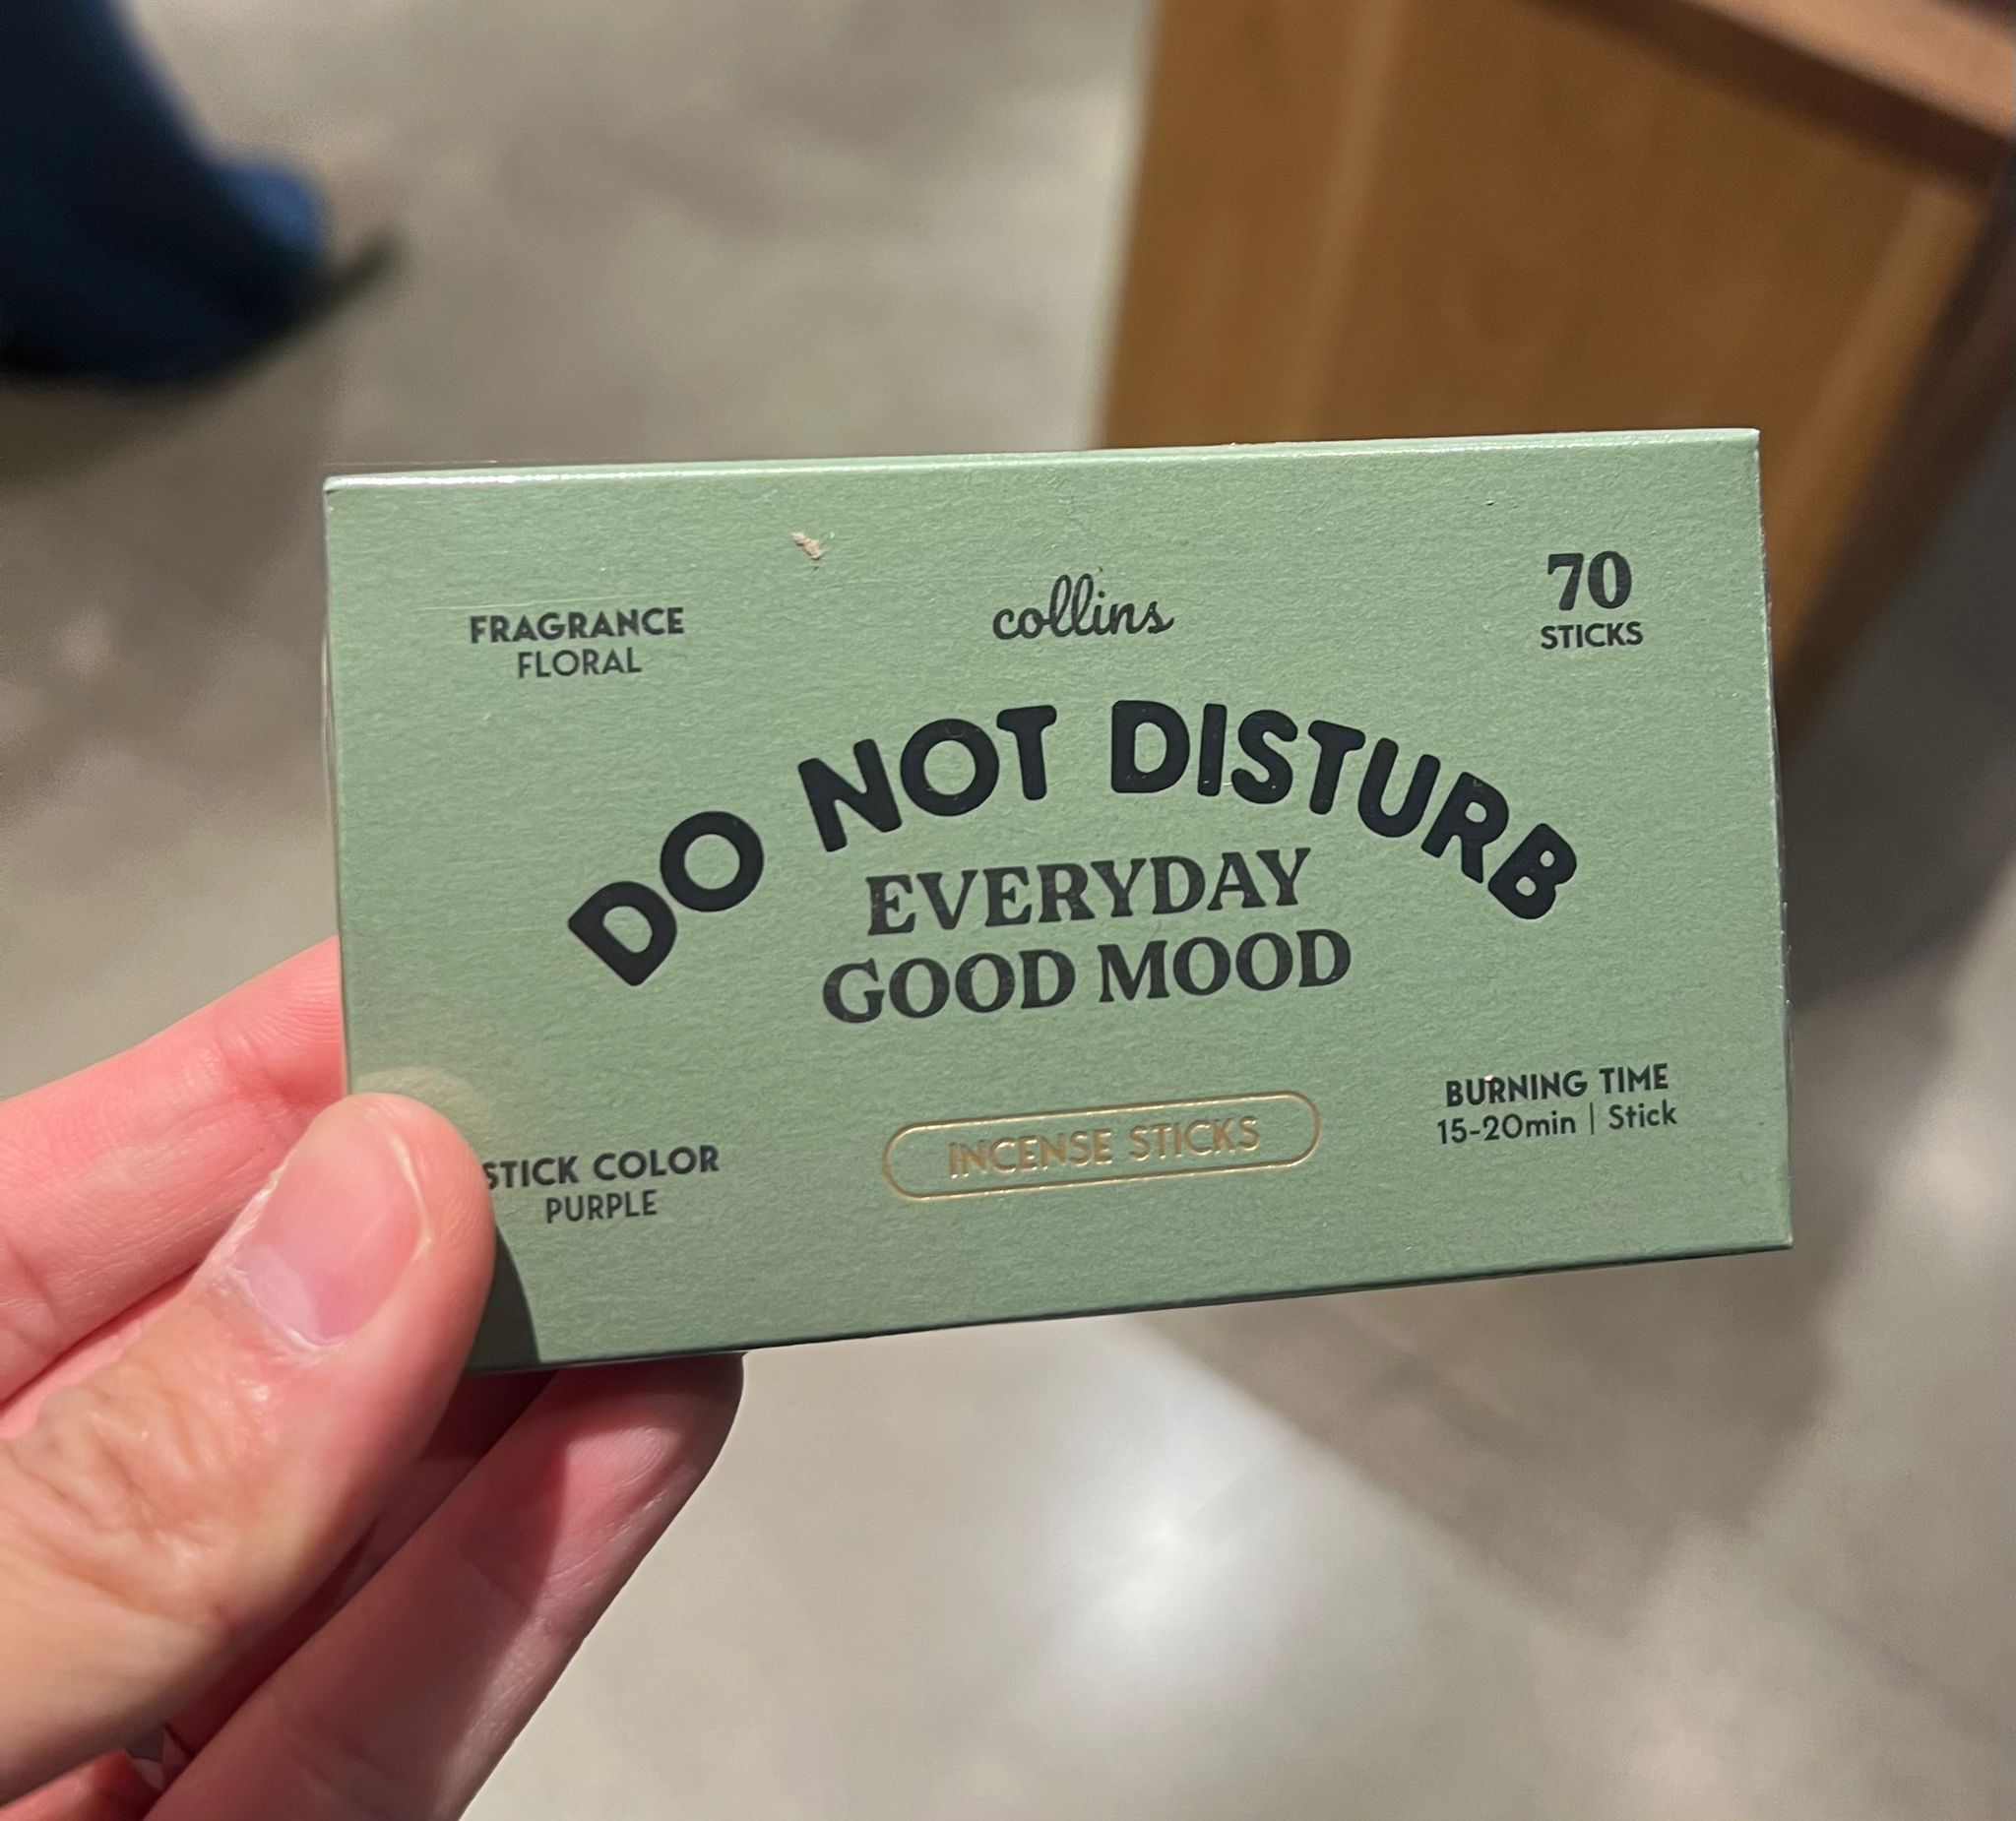 FRAGRANCE
FLORAL
collins
70
STICKS
DO NOT DISTURB
EVERYDAY
GOOD MOOD
STICK COLOR
PURPLE
INCENSE STICKS
BURNING TIME
15-20min | Stick